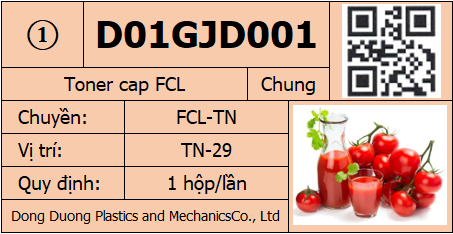 ① D01GJD001
Toner cap FCL Chung
Chuyền: FCL-TN
Vị trí: TN-29
Quy định: 1 hộp/lần
Dong Duong Plastics and MechanicsCo., Ltd